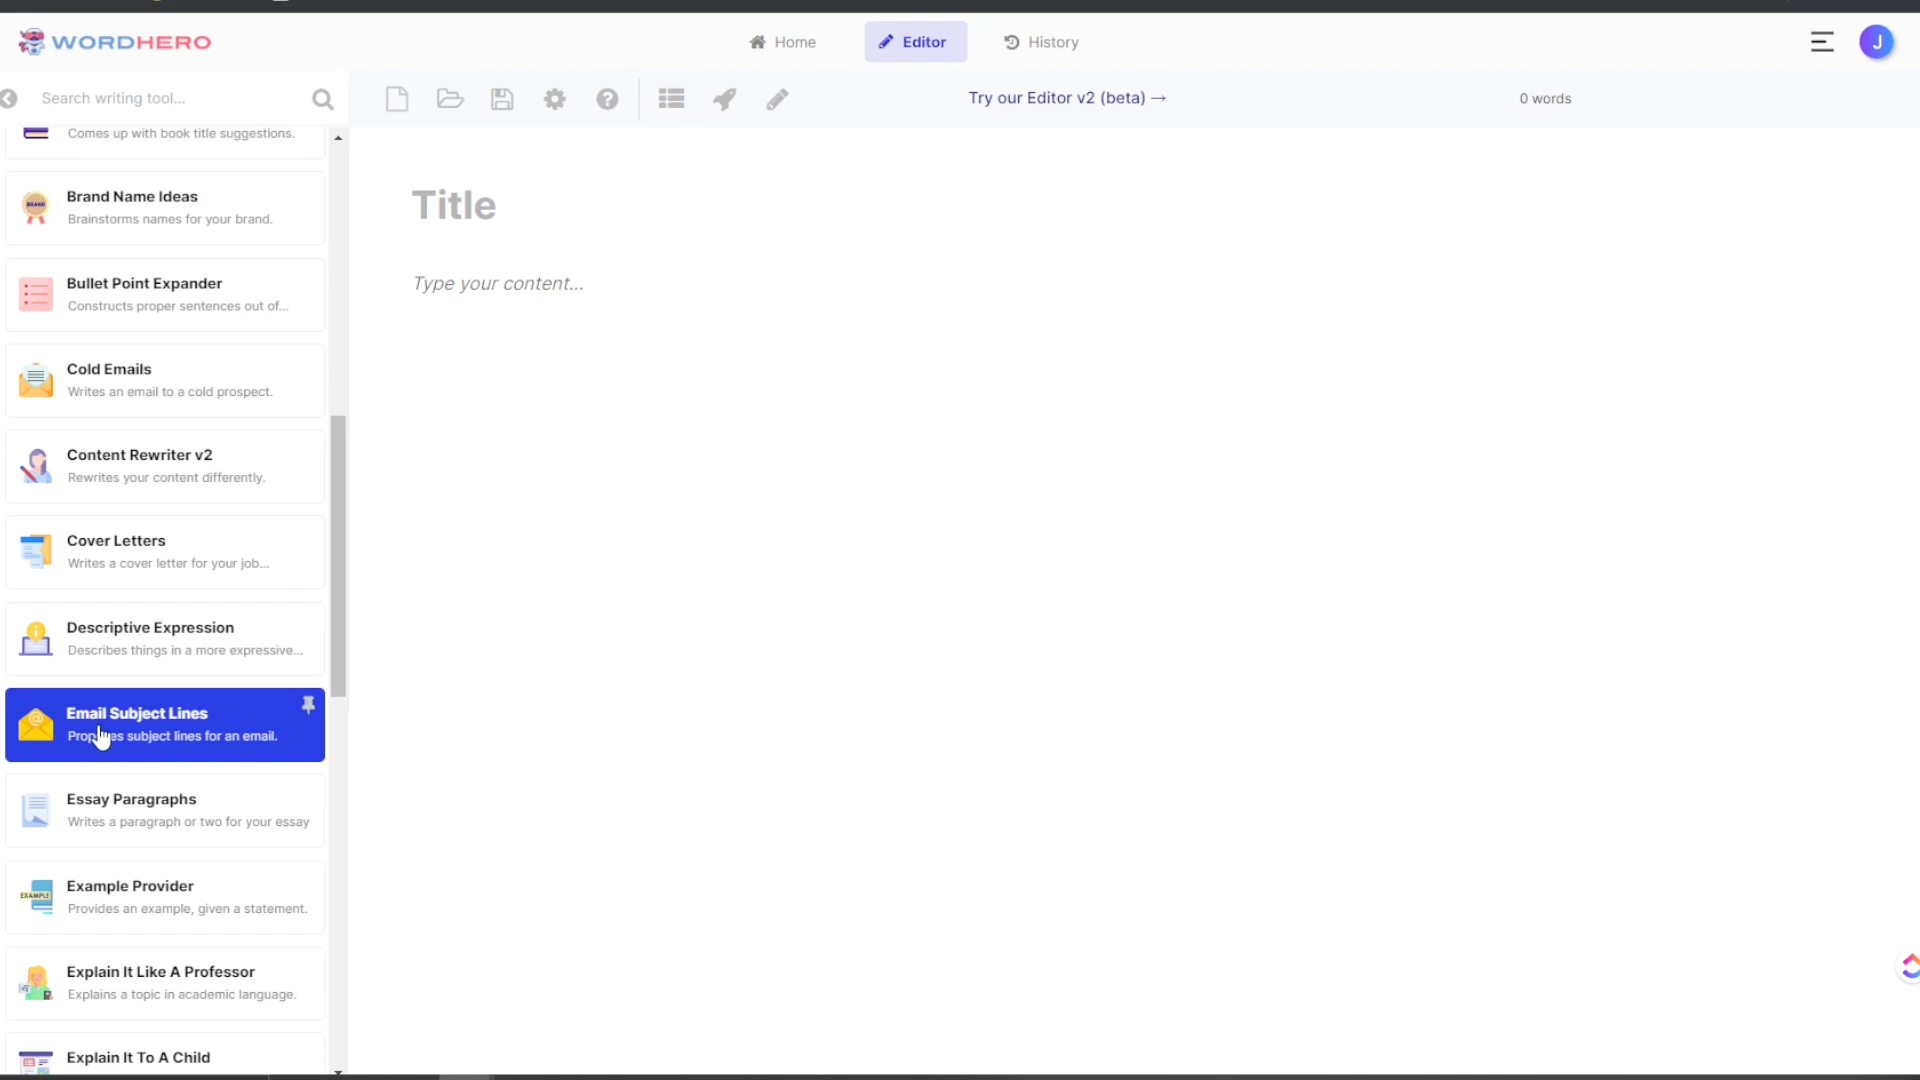 WORDHERO
Home
Editor
History
J
Search writing tool...
Try our Editor v2 (beta) →
0 words
Comes up with book title suggestions.
Title
Type your content...
BRAND
Brand Name Ideas
Brainstorms names for your brand.
Bullet Point Expander
Constructs proper sentences out of...
Cold Emails
Writes an email to a cold prospect.
Content Rewriter v2
Rewrites your content differently.
Cover Letters
Writes a cover letter for your job...
Descriptive Expression
Describes things in a more expressive...
Email Subject Lines
subject lines for an email.
Essay Paragraphs
Writes a paragraph or two for your essay
EXAMPLE
Example Provider
Provides an example, given a statement.
Explain It Like A Professor
Explains a topic in academic language.
Explain It To A Child